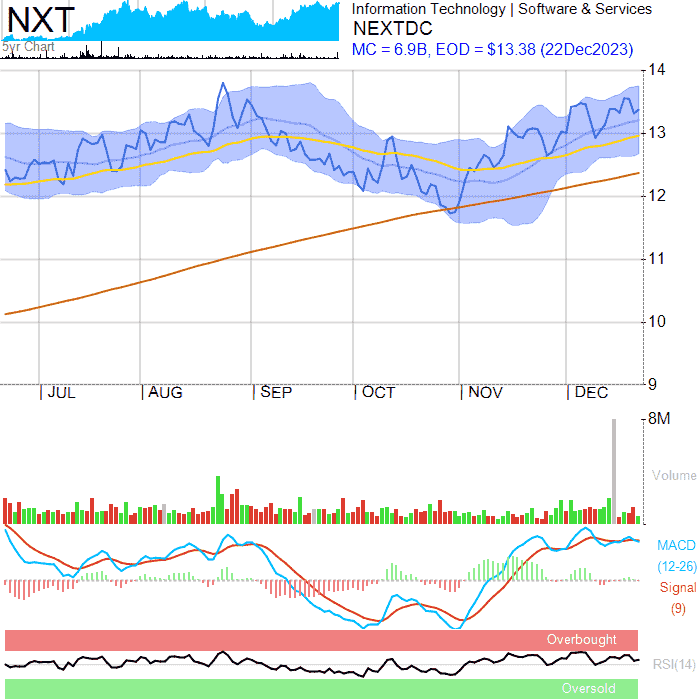 NXT
5yr Chart
Information Technology | Software & Services
NEXTDC
MC = 6.9B, EOD = $13.38 (22Dec2023)
14
13
12
11
10
9
| JUL | AUG | SEP | OCT | NOV | DEC
8M
Volume
MACD
(12-26)
Signal
(9)
Overbought
RSI(14)
Oversold